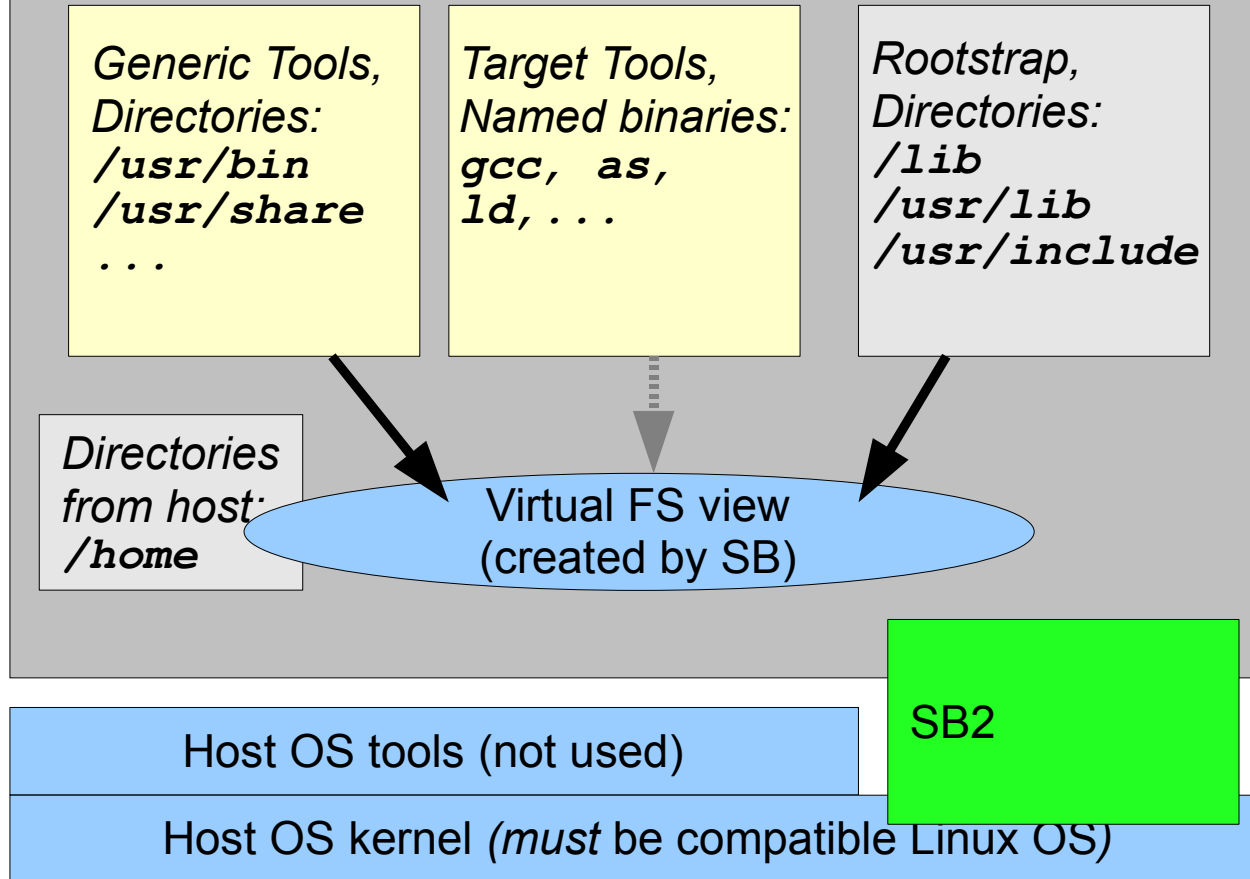 Generic Tools,
Directories:
/usr/bin
/usr/share
...
Target Tools,
Named binaries:
gcc, as,
ld,...
Rootstrap,
Directories:
/lib
/usr/lib
/usr/include
Directories
from host:
/home
Virtual FS view
(created by SB)
SB2
Host OS tools (not used)
Host OS kernel (must be compatible Linux OS)